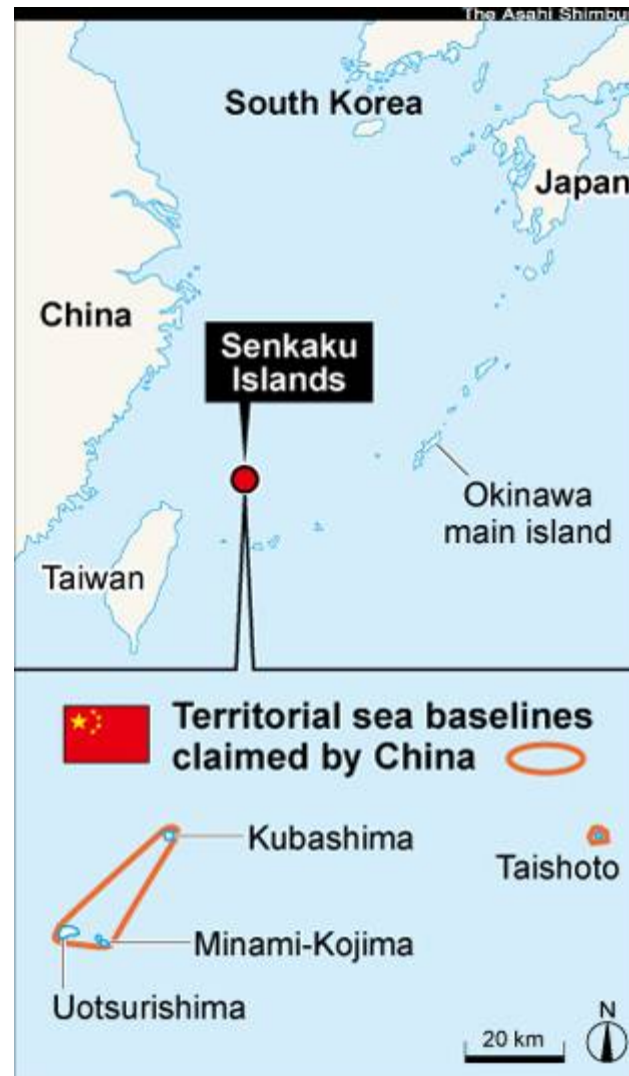 The Asahi Shimbu
South Korea
Japan
China
Senkaku
Islands
Okinawa
main island
Taiwan
Territorial sea baselines
claimed by China
Kubashima
Taishoto
Minami-Kojima
Uotsurishima
N
20 km